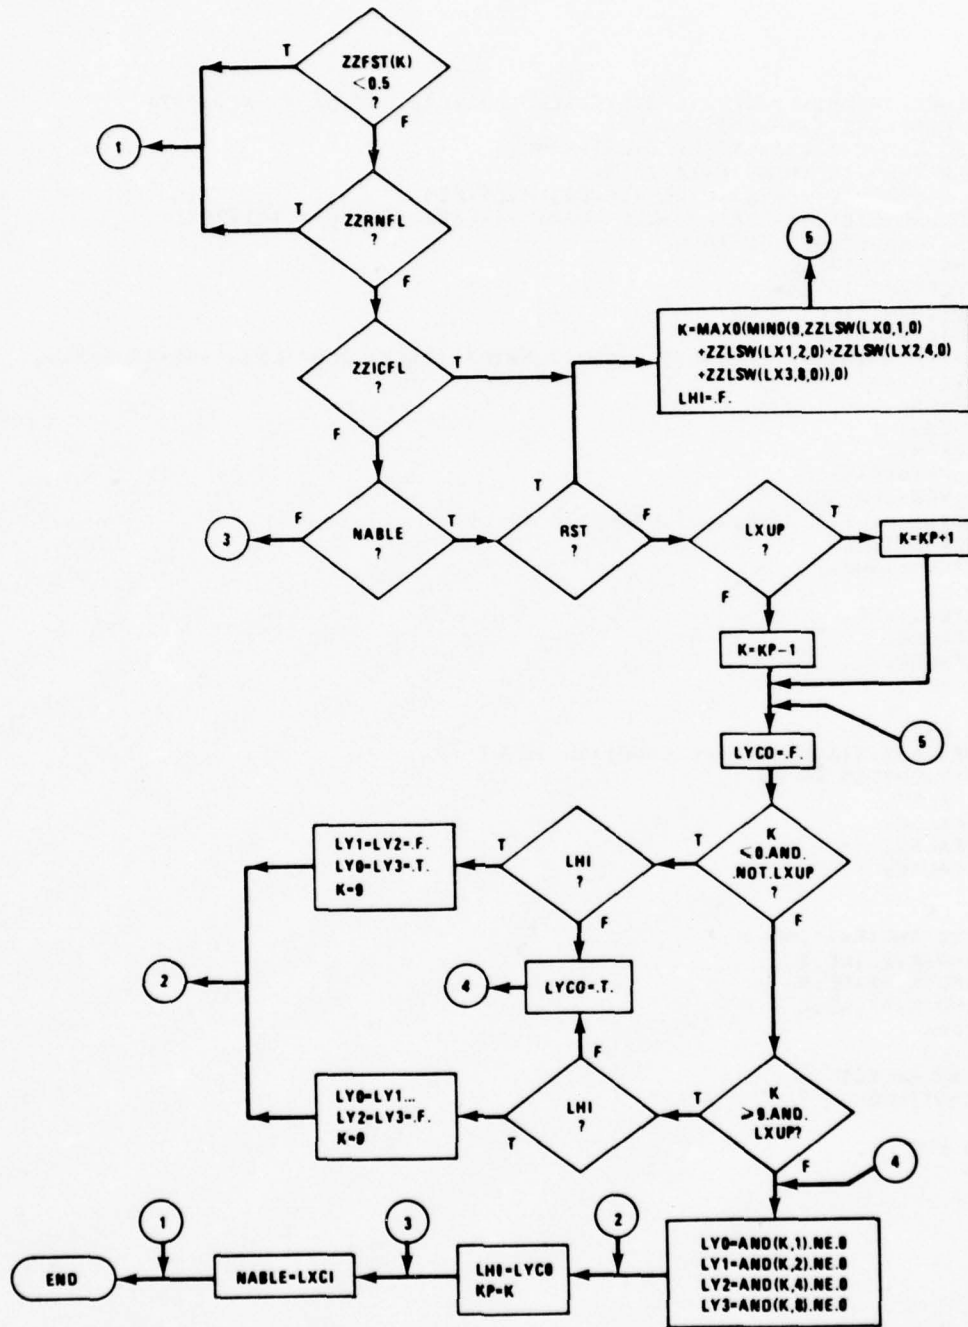 ZZFST(K)
<0.5
?
T
F
1
ZZRNFL
?
T
F
5
K=MAX0(MIN0(9,ZZLSW(LX0,1,0)
+ZZLSW(LX1,2,0)+ZZLSW(LX2,4,0)
+ZZLSW(LX3,8,0)),0)
LHI=.F.
ZZICFL
?
T
F
3
F
NABLE
?
T
T
RST
?
F
LXUP
?
T
F
K=KP+1
K=KP-1
5
LYCO=.F.
K
≤0.AND.
.NOT.LXUP
?
T
F
LHI
?
T
F
LY1=LY2=.F.
LY0=LY3=.T.
K=9
2
4
LYCO=.T.
F
LHI
?
T
LY0=LY1...
LY2=LY3=.F.
K=0
K
≥9.AND.
LXUP?
T
F
4
1
3
2
END
NABLE=LXCI
LHI=LYCO
KP=K
LY0=AND(K,1).NE.0
LY1=AND(K,2).NE.0
LY2=AND(K,4).NE.0
LY3=AND(K,8).NE.0